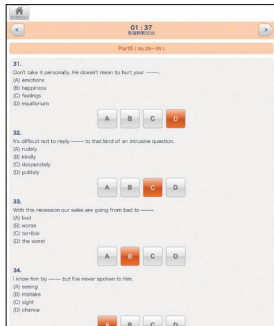 01 : 37
Part5 ( No.26~35 )
31.
Don't take it personally. He doesn't mean to hurt your ——.
(A) emotions
(B) happiness
(C) feelings
(D) equilibrium
A B C D
32.
It's difficult not to reply —— to that kind of an intrusive question.
(A) rudely
(B) kindly
(C) desperately
(D) politely
A B C D
33.
With this recession our sales are going from bad to ——.
(A) bad
(B) worse
(C) terrible
(D) the worst
A B C D
34.
I know him by —— but I've never spoken to him.
(A) seeing
(B) mistake
(C) sight
(D) chance
A B C D